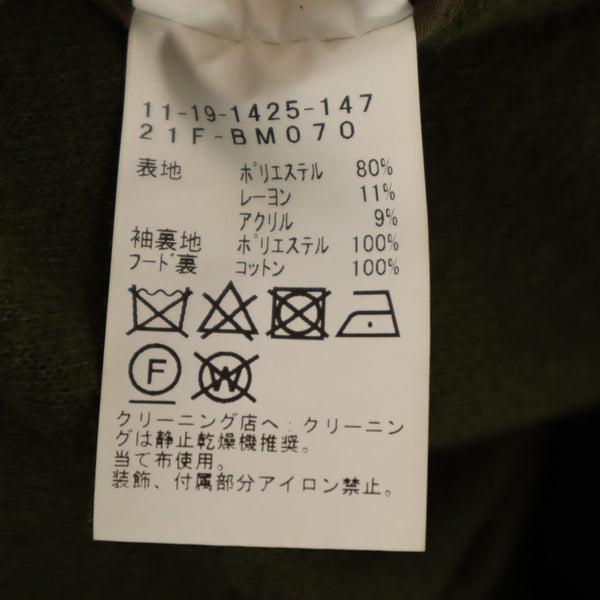 11-19-1425-147
21F-BM070
表地 ポリエステル 80%
レーヨン 11%
アクリル 9%
袖裏地 ポリエステル 100%
フード裏 コットン 100%
F W
クリーニング店へ:クリーニン
グは静止乾燥機推奨。
当て布使用。
装飾、付属部分アイロン禁止。